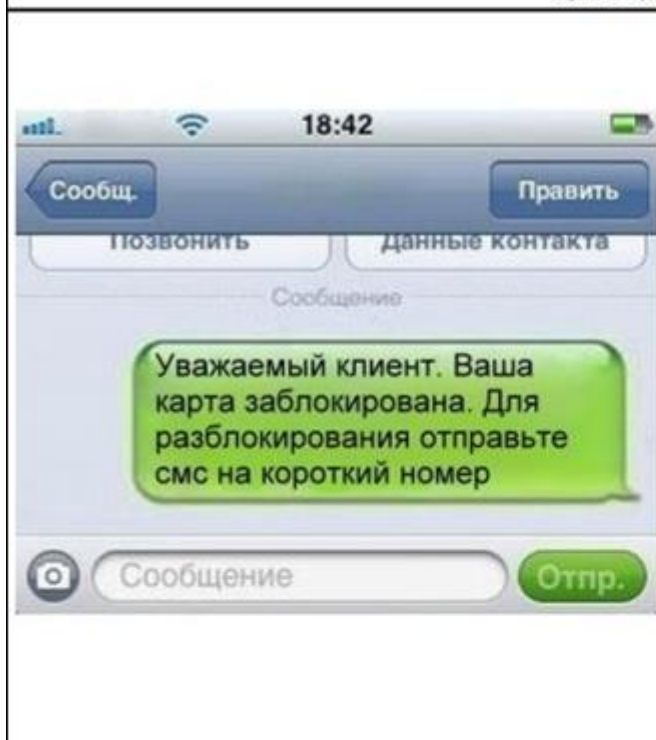 18:42
Сообщ.
Править
Позвонить
Данные контакта
Сообщение
Уважаемый клиент. Ваша
карта заблокирована. Для
разблокирования отправьте
смс на короткий номер
Сообщение
Отпр.